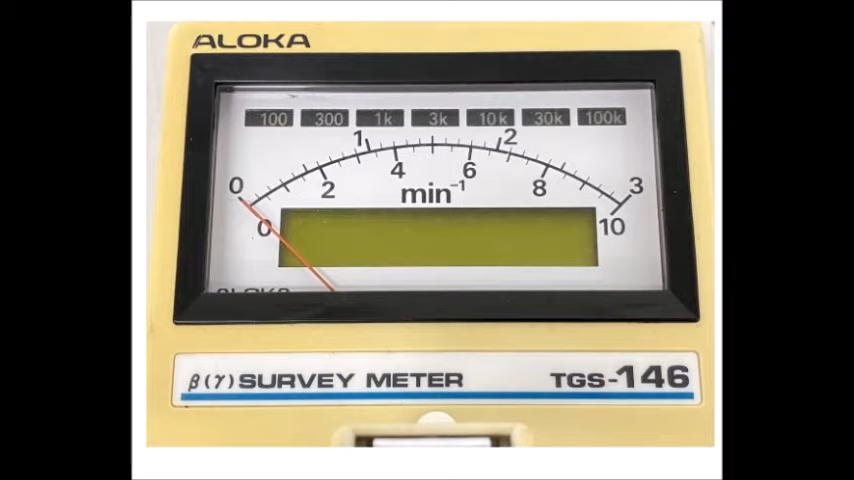 ALOKA
100 300 1k 3k 10k 30k 100k
1 2
4 6
0 2 min⁻¹ 8 3
0 10
ALOKA
β(γ)SURVEY METER TGS-146